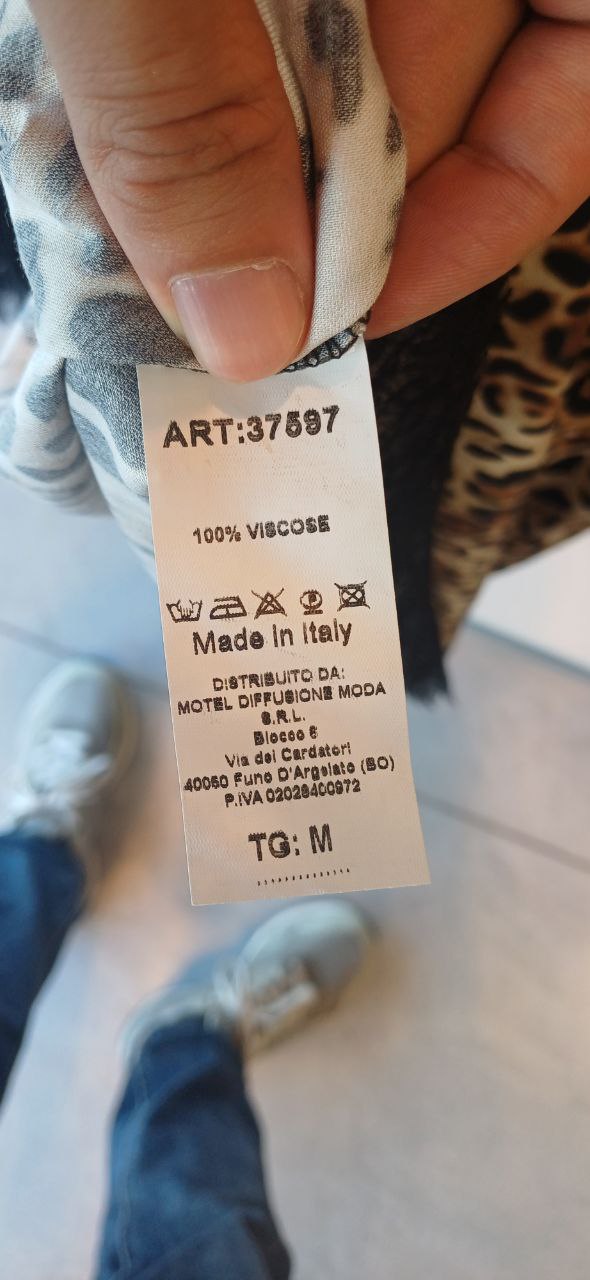 ART:37597
100% VISCOSE
Made in Italy
DISTRIBUITO DA:
MOTEL DIFFUSIONE MODA
S.R.L.
Blocco 6
Via dei Cardatori
40050 Funo D'Argelato (BO)
P.IVA 02028400972
TG: M